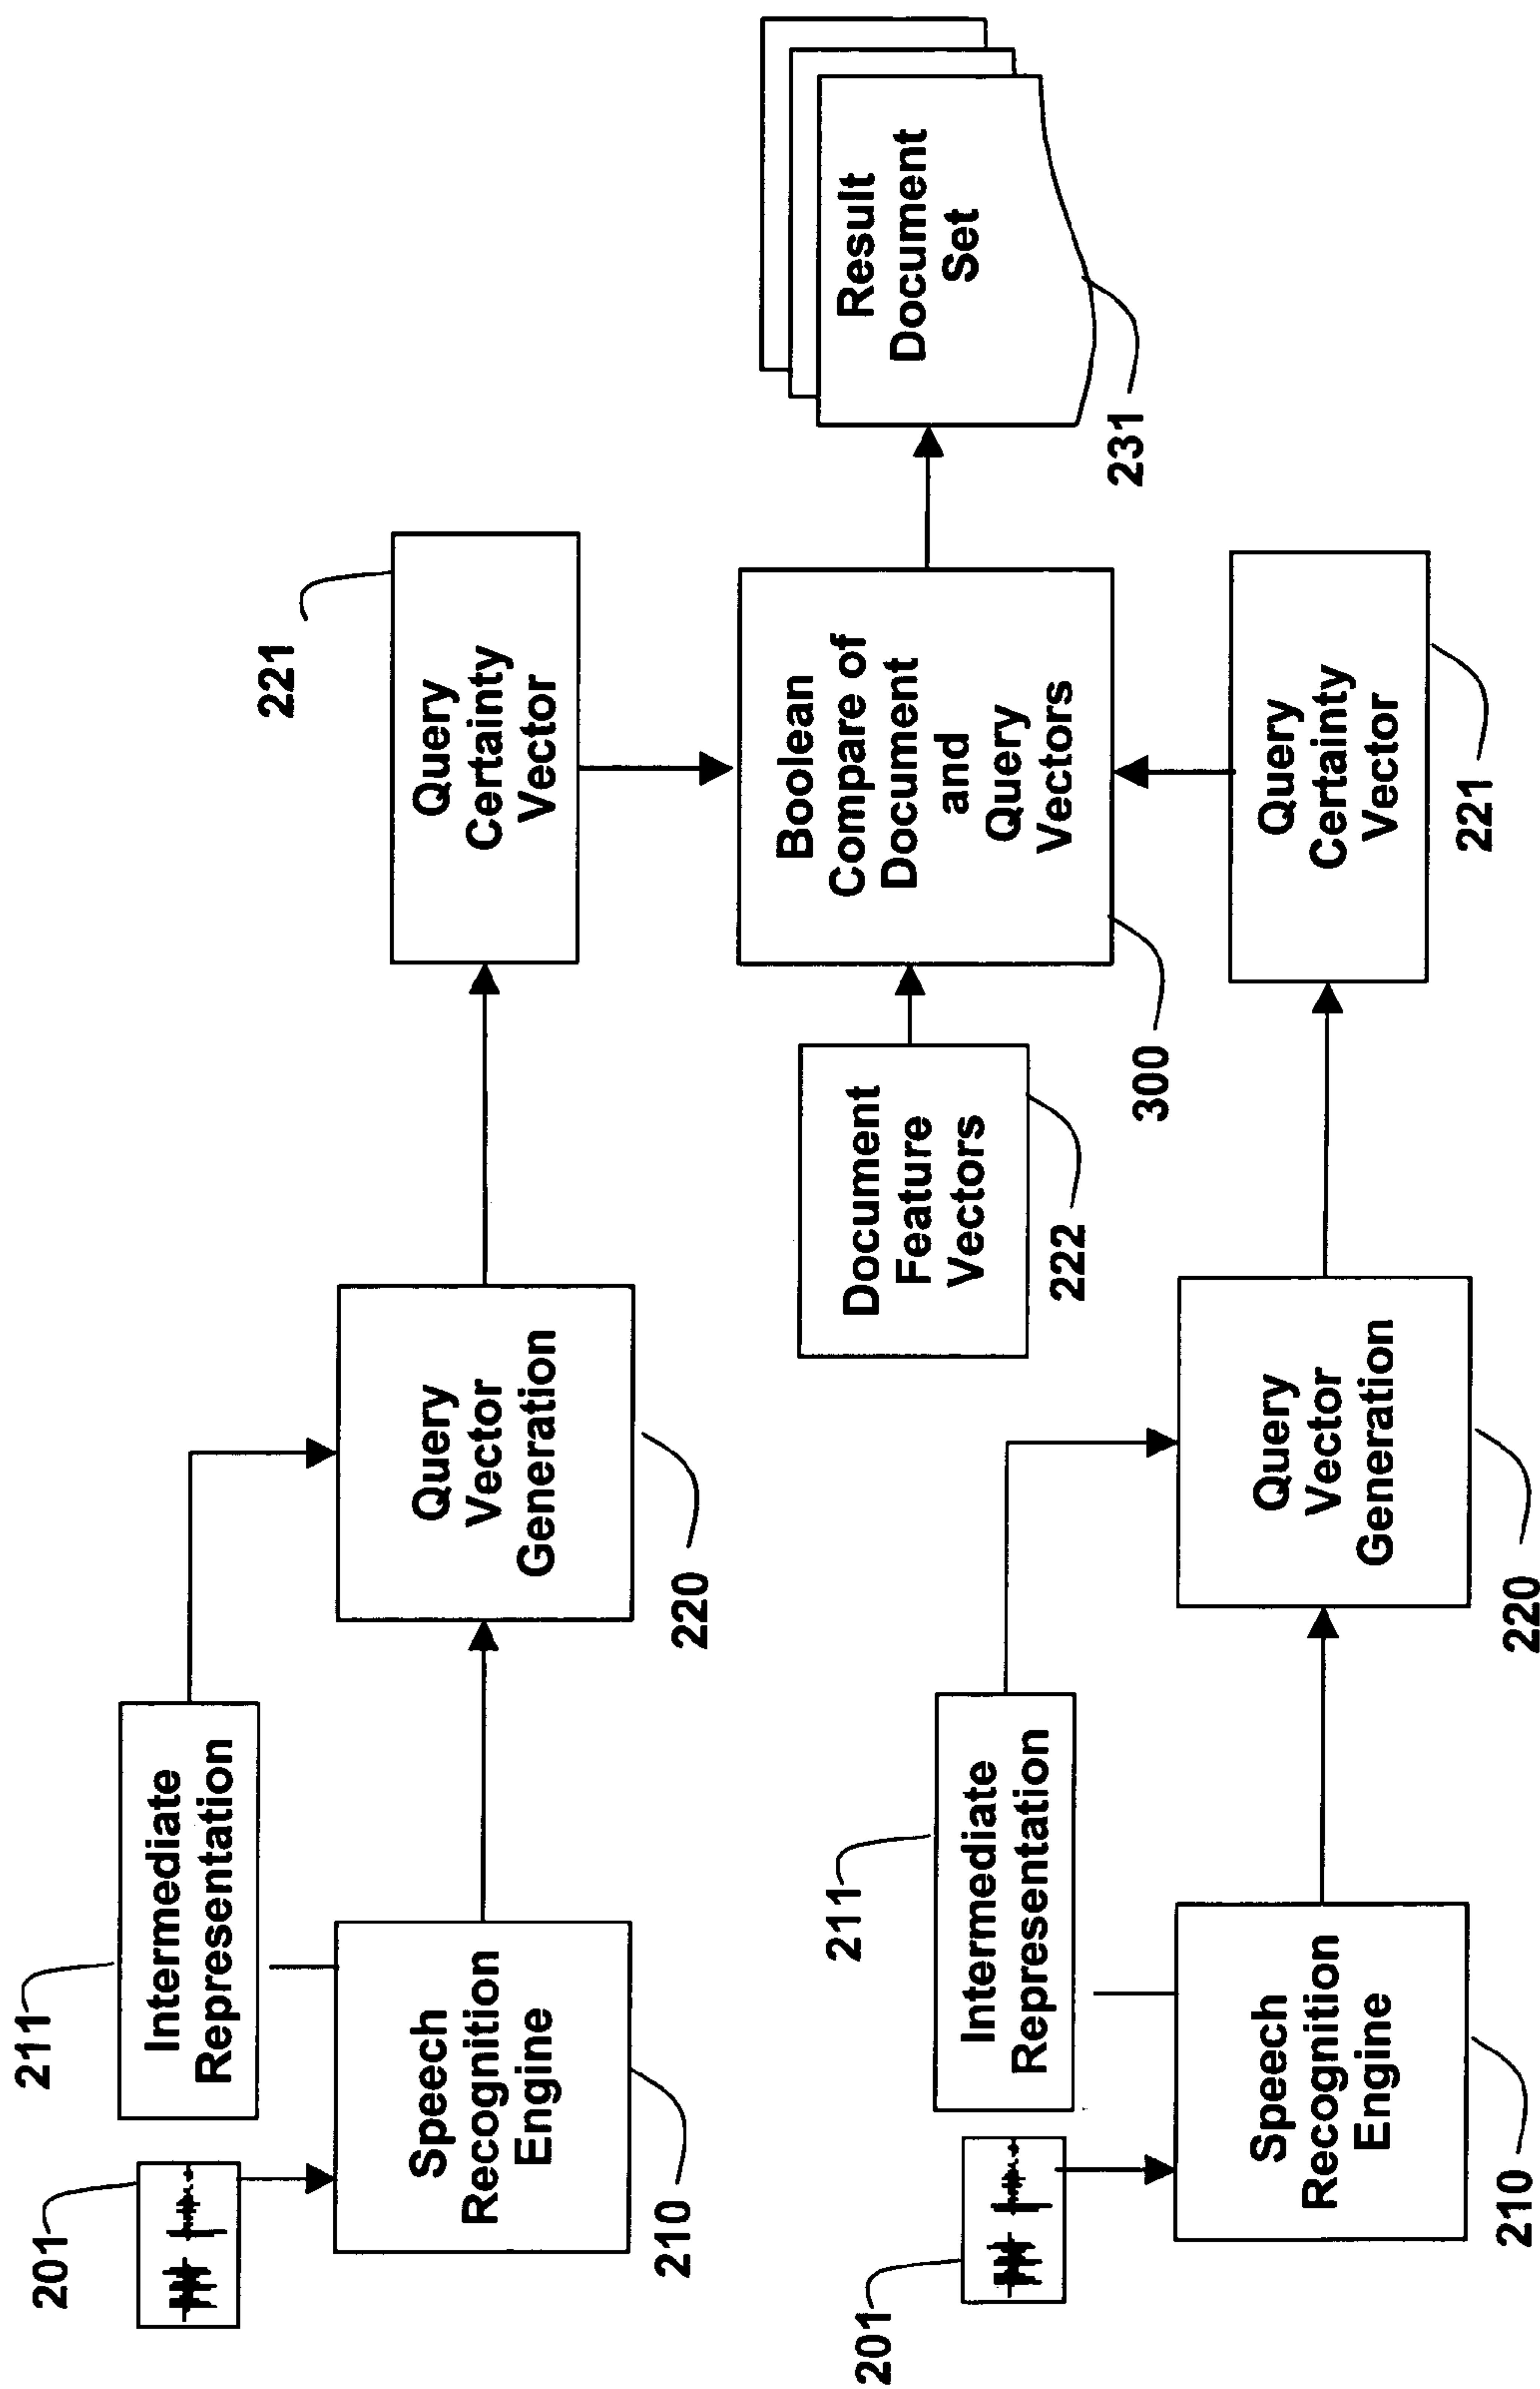 211
Intermediate
Representation
201
Speech
Recognition
Engine
210
Query
Vector
Generation
220
221
Query
Certainty
Vector
Document
Feature
Vectors
222
Boolean
Compare of
Document
and
Query
Vectors
300
Result
Document
Set
231
211
Intermediate
Representation
201
Speech
Recognition
Engine
210
Query
Vector
Generation
220
Query
Certainty
Vector
221